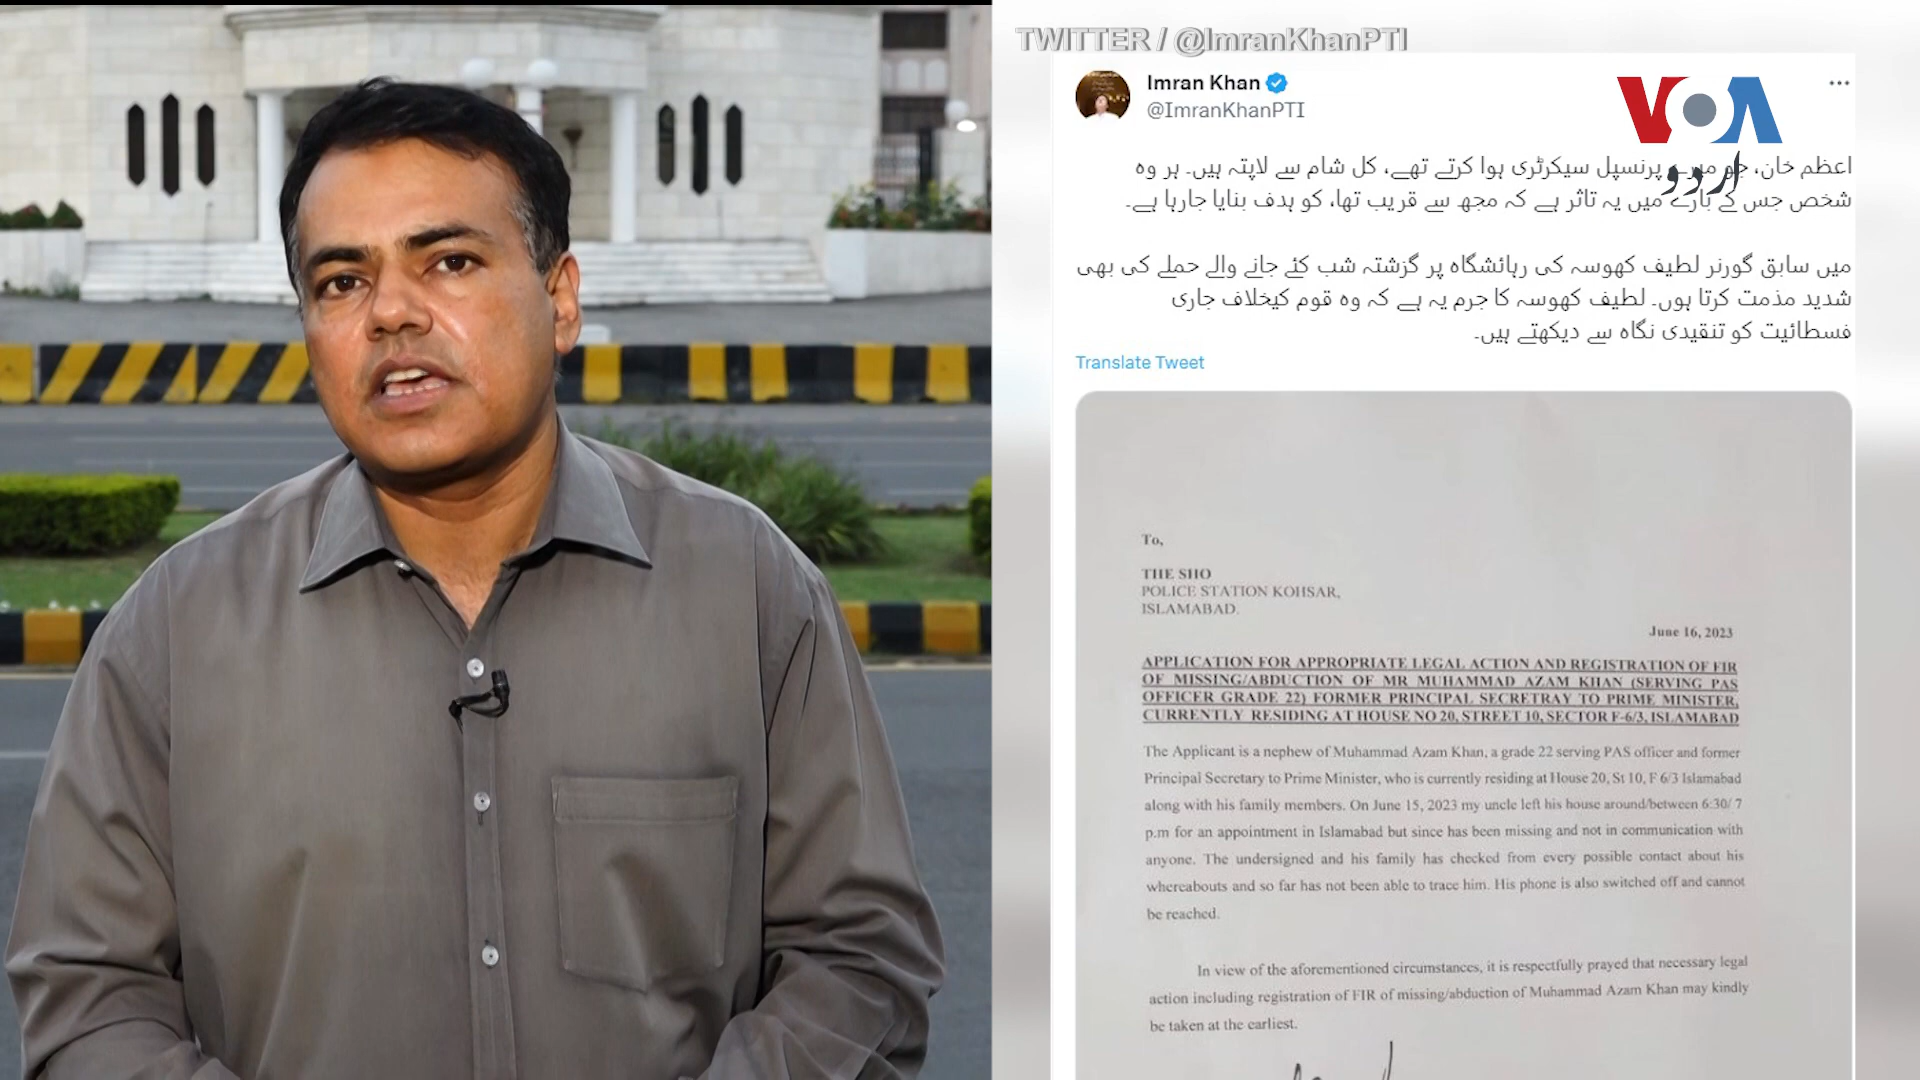 TWITTER / @ImranKhanPTI
Imran Khan
@ImranKhanPTI
VOA
اردو
اعظم خان، جو میرے پرنسپل سیکرٹری ہوا کرتے تھے، کل شام سے لاپتہ ہیں۔ ہر وہ
شخص جس کے بارے میں یہ تاثر ہے کہ مجھ سے قریب تھا، کو ہدف بنایا جارہا ہے۔
میں سابق گورنر لطیف کھوسہ کی رہائشگاہ پر گزشتہ شب کئے جانے والے حملے کی بھی
شدید مذمت کرتا ہوں۔ لطیف کھوسہ کا جرم یہ ہے کہ وہ قوم کیخلاف جاری
فسطائیت کو تنقیدی نگاہ سے دیکھتے ہیں۔
Translate Tweet
To,
THE SHO
POLICE STATION KOHSAR,
ISLAMABAD.
June 16, 2023
APPLICATION FOR APPROPRIATE LEGAL ACTION AND REGISTRATION OF FIR
OF MISSING/ABDUCTION OF MR MUHAMMAD AZAM KHAN (SERVING PAS
OFFICER GRADE 22) FORMER PRINCIPAL SECRETRAY TO PRIME MINISTER,
CURRENTLY RESIDING AT HOUSE NO 20, STREET 10, SECTOR F-6/3, ISLAMABAD
The Applicant is a nephew of Muhammad Azam Khan, a grade 22 serving PAS officer and former
Principal Secretary to Prime Minister, who is currently residing at House 20, St 10, F 6/3 Islamabad
along with his family members. On June 15, 2023 my uncle left his house around/between 6:30/ 7
p.m for an appointment in Islamabad but since has been missing and not in communication with
anyone. The undersigned and his family has checked from every possible contact about his
whereabouts and so far has not been able to trace him. His phone is also switched off and cannot
be reached.
In view of the aforementioned circumstances, it is respectfully prayed that necessary legal
action including registration of FIR of missing/abduction of Muhammad Azam Khan may kindly
be taken at the earliest.